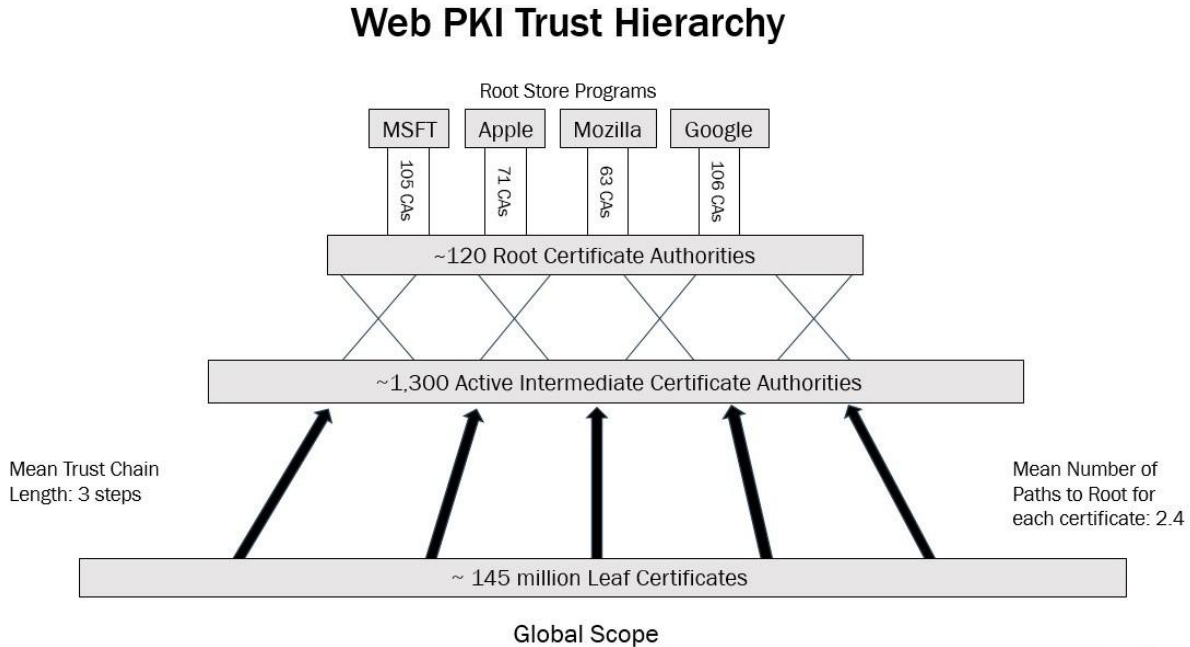 Web PKI Trust Hierarchy
Root Store Programs
MSFT
Apple
Mozilla
Google
105 CAs
71 CAs
63 CAs
106 CAs
~120 Root Certificate Authorities
~1,300 Active Intermediate Certificate Authorities
Mean Trust Chain
Length: 3 steps
Mean Number of
Paths to Root for
each certificate: 2.4
~ 145 million Leaf Certificates
Global Scope